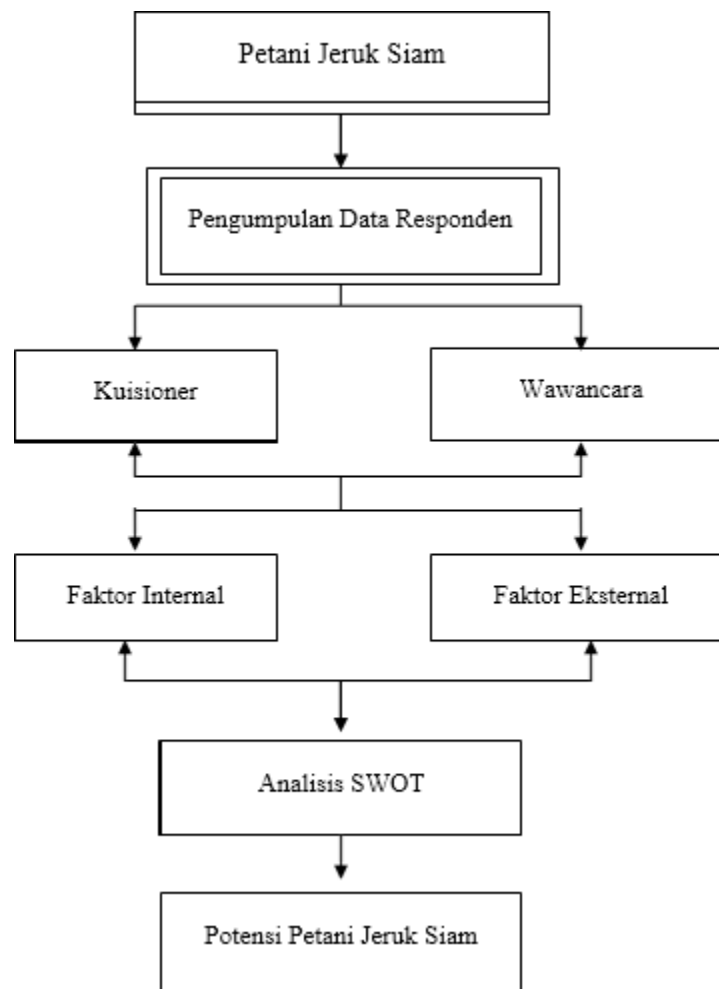 Petani Jeruk Siam
Pengumpulan Data Responden
Kuisioner
Wawancara
Faktor Internal
Faktor Eksternal
Analisis SWOT
Potensi Petani Jeruk Siam